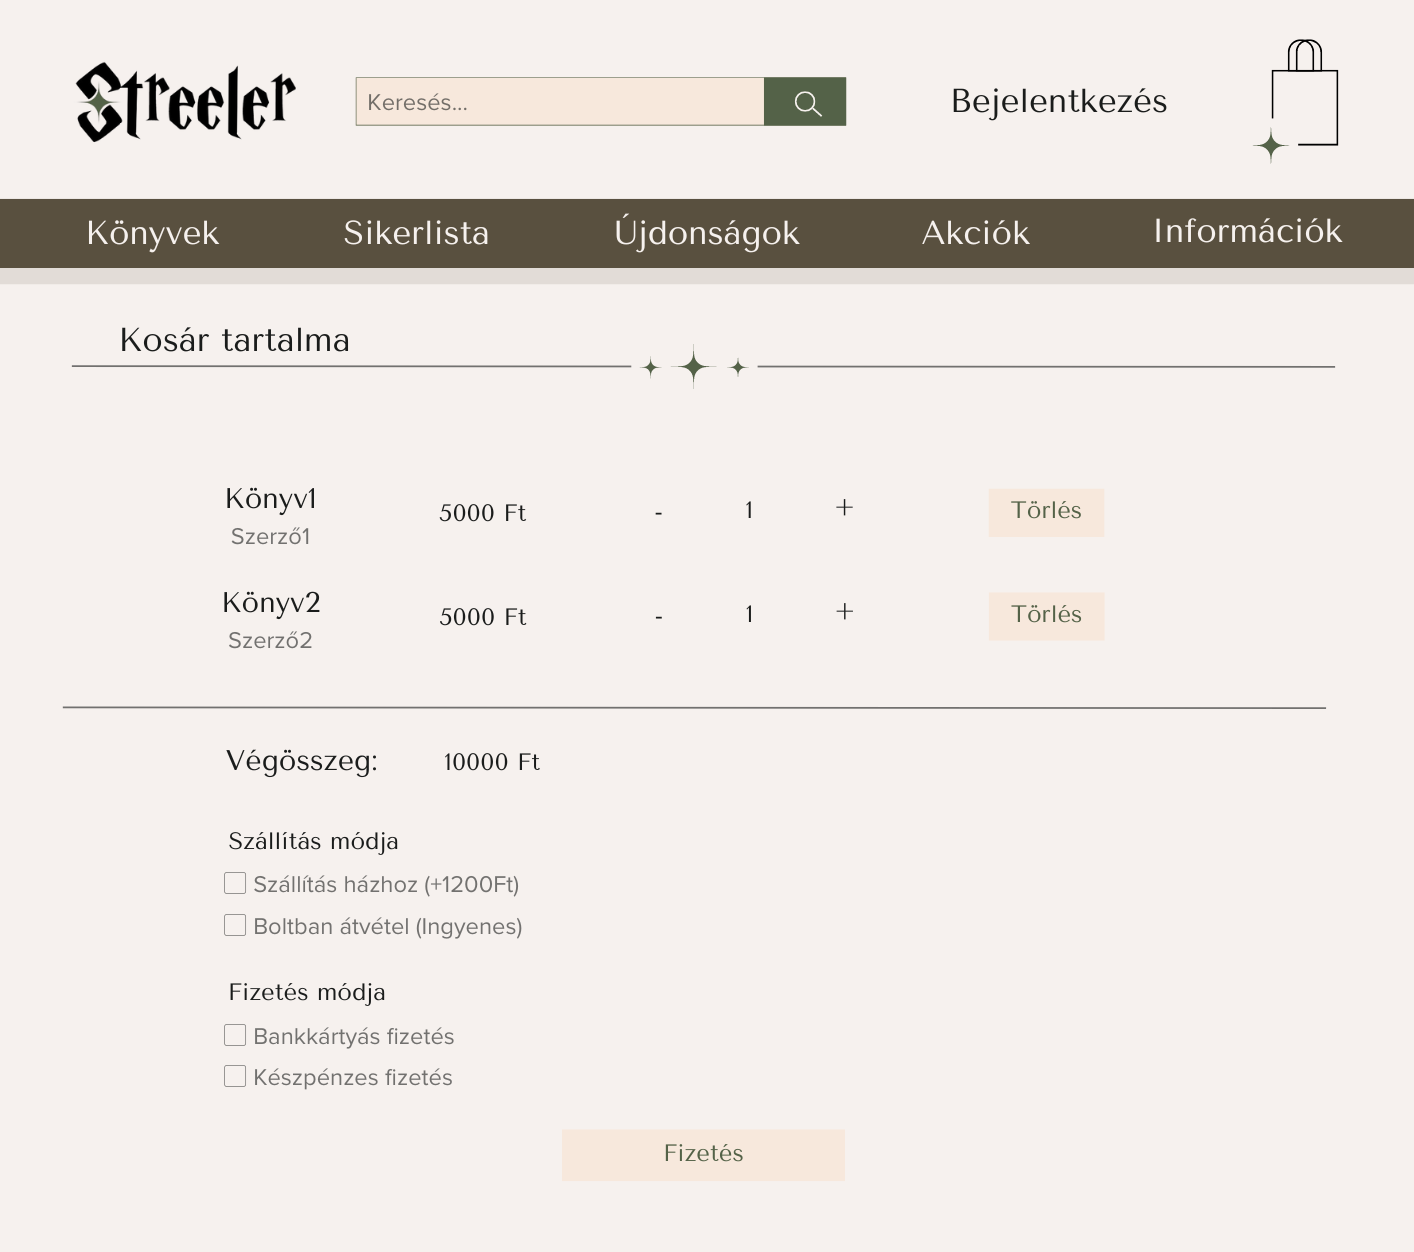 Streeler
Keresés...
Bejelentkezés
Könyvek Sikerlista Újdonságok Akciók Információk
Kosár tartalma
Könyv1
Szerző1
5000 Ft - 1 + Törlés
Könyv2
Szerző2
5000 Ft - 1 + Törlés
Végösszeg: 10000 Ft
Szállítás módja
Szállítás házhoz (+1200Ft)
Boltban átvétel (Ingyenes)
Fizetés módja
Bankkártyás fizetés
Készpénzes fizetés
Fizetés